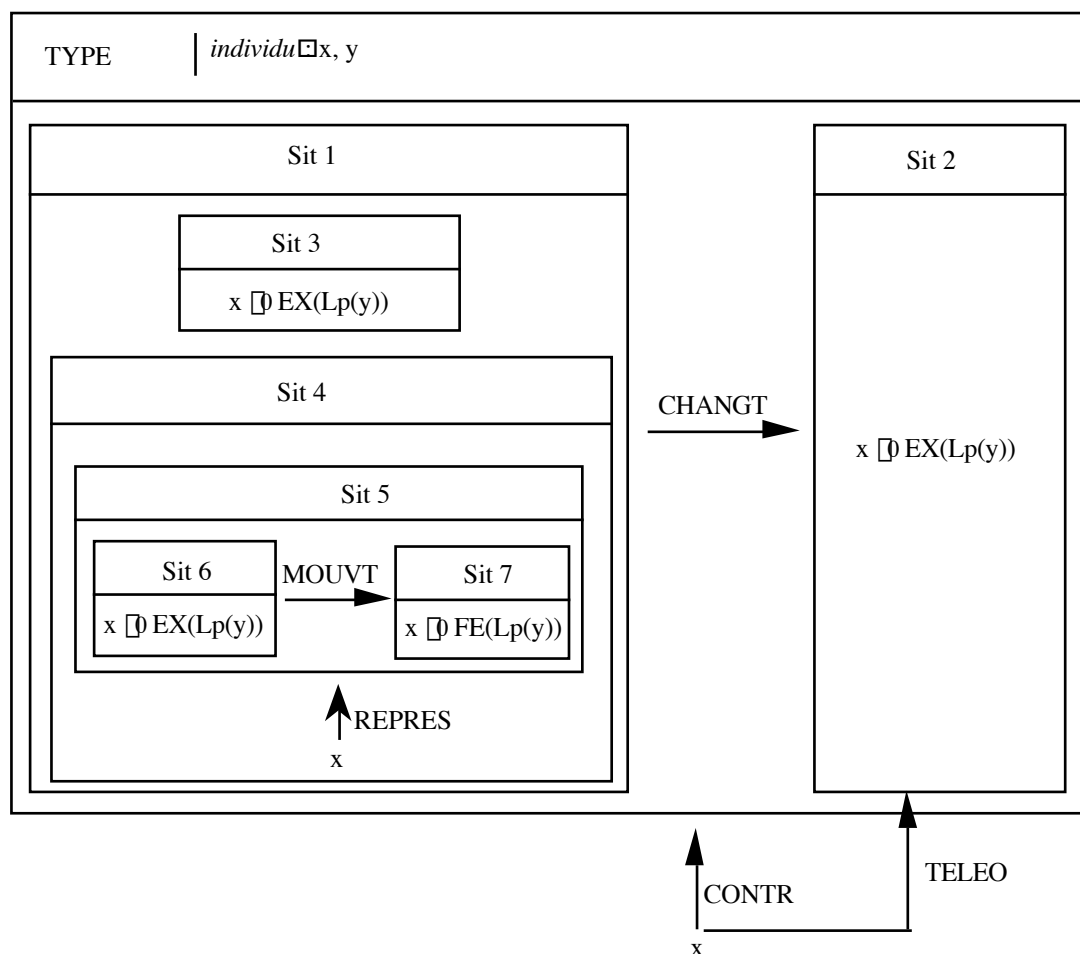 TYPE
individu⊡x, y
Sit 1
Sit 2
Sit 3
x 0 EX(Lp(y))
Sit 4
CHANGT
x 0 EX(Lp(y))
Sit 5
Sit 6
MOUVT
Sit 7
x 0 EX(Lp(y))
x 0 FE(Lp(y))
REPRES
x
TELEO
CONTR
x